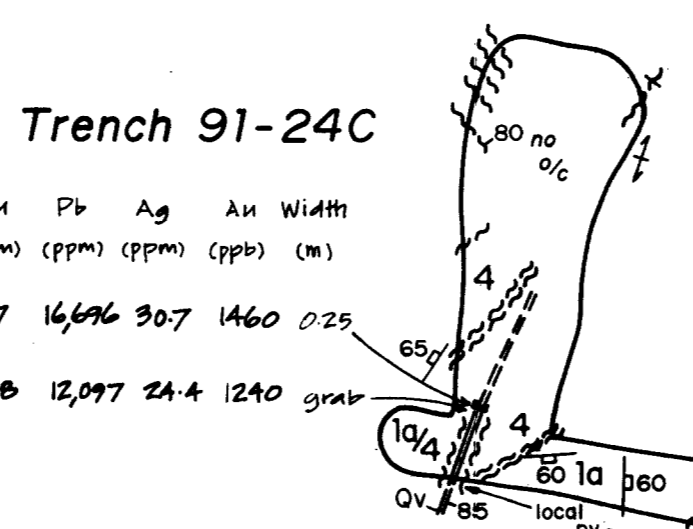 Trench 91-24C
Pb Ag Au Width
(ppm) (ppm) (ppb) (m)
16,696 30.7 1460 0.25
12,097 24.4 1240 grab
80 no
o/c
4
65
4
1a/4
60 1a
60
QV
85
local